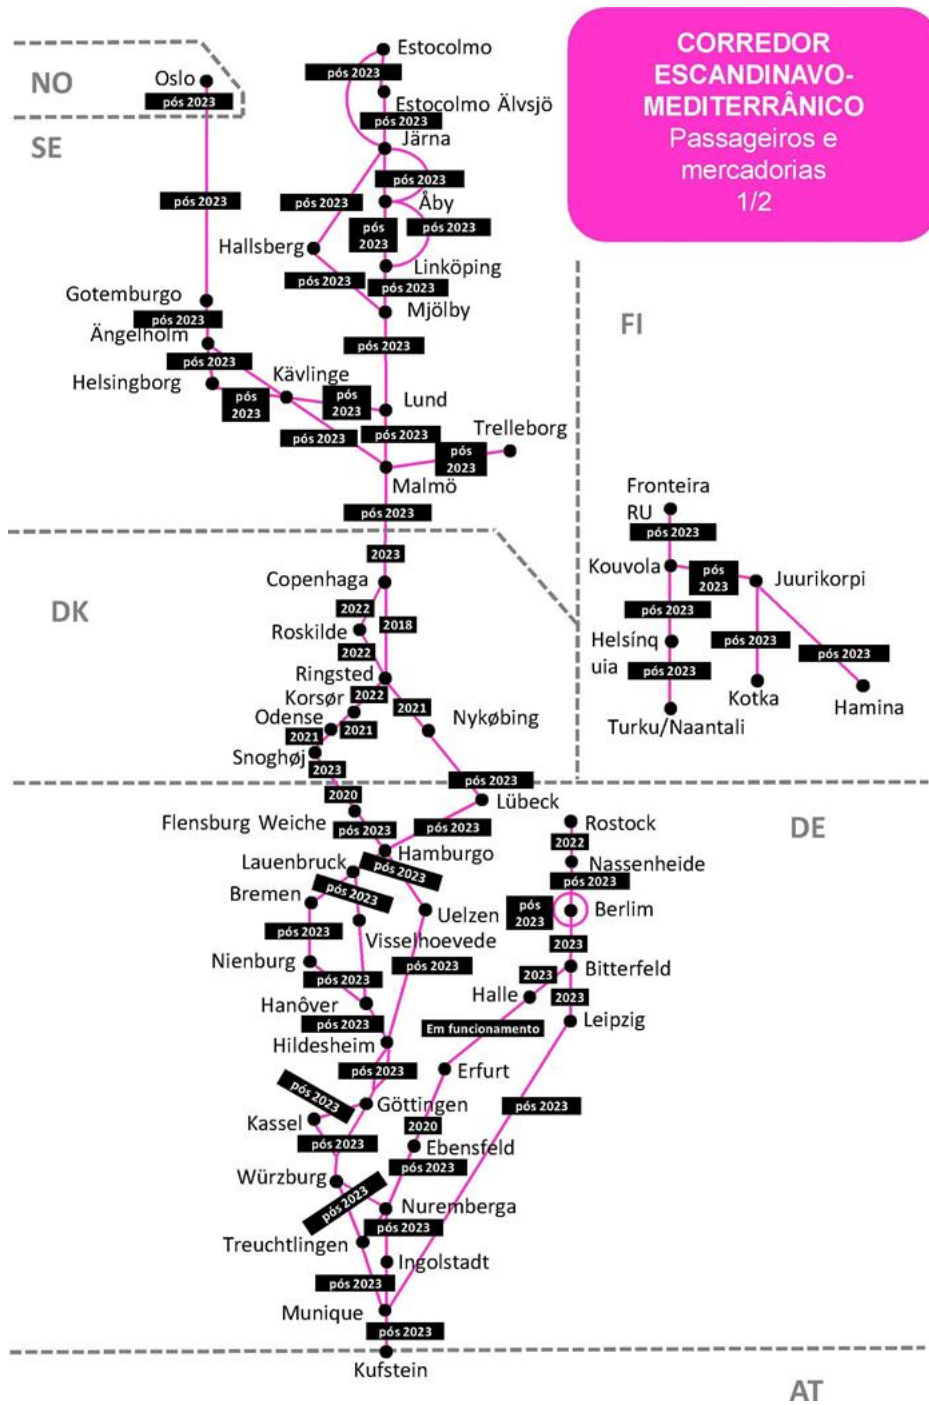 CORREDOR
ESCANDINAVO-
MEDITERRÂNICO
Passageiros e
mercadorias
1/2
NO
Oslo
pós 2023
SE
pós 2023
Gotemburgo
pós 2023
Ängelholm
pós 2023
Helsingborg
pós
2023
Kävlinge
pós
2023
pós 2023
Estocolmo
pós 2023
Estocolmo Älvsjö
pós 2023
Järna
pós 2023
pós 2023
Åby
pós
2023
pós 2023
Hallsberg
Linköping
pós 2023
pós 2023
Mjölby
pós 2023
Lund
pós 2023
Trelleborg
pós
2023
Malmö
pós 2023
FI
Fronteira
RU
pós 2023
Kouvola
pós
2023
Juurikorpi
pós 2023
Helsínq
uia
pós 2023
pós 2023
pós 2023
Kotka
Hamina
Turku/Naantali
DK
2023
Copenhaga
2022
2018
Roskilde
2022
Ringsted
2022
Korsør
2021
Odense
2021
2021
Nykøbing
Snoghøj
2023
pós 2023
DE
2020
Lübeck
Flensburg Weiche
pós 2023
pós 2023
Hamburgo
pós 2023
Lauenbruck
pós 2023
Bremen
Uelzen
pós 2023
Visselhoevede
pós 2023
Nienburg
pós 2023
Hanôver
pós 2023
Hildesheim
pós 2023
pós 2023
Göttingen
Kassel
pós 2023
Würzburg
pós 2023
Rostock
2022
Nassenheide
pós 2023
pós
2023
Berlim
2023
Bitterfeld
2023
2023
Halle
Leipzig
Em funcionamento
Erfurt
pós 2023
2020
Ebensfeld
pós 2023
Nuremberga
pós 2023
Treuchtlingen
Ingolstadt
pós 2023
Munique
pós 2023
Kufstein
AT